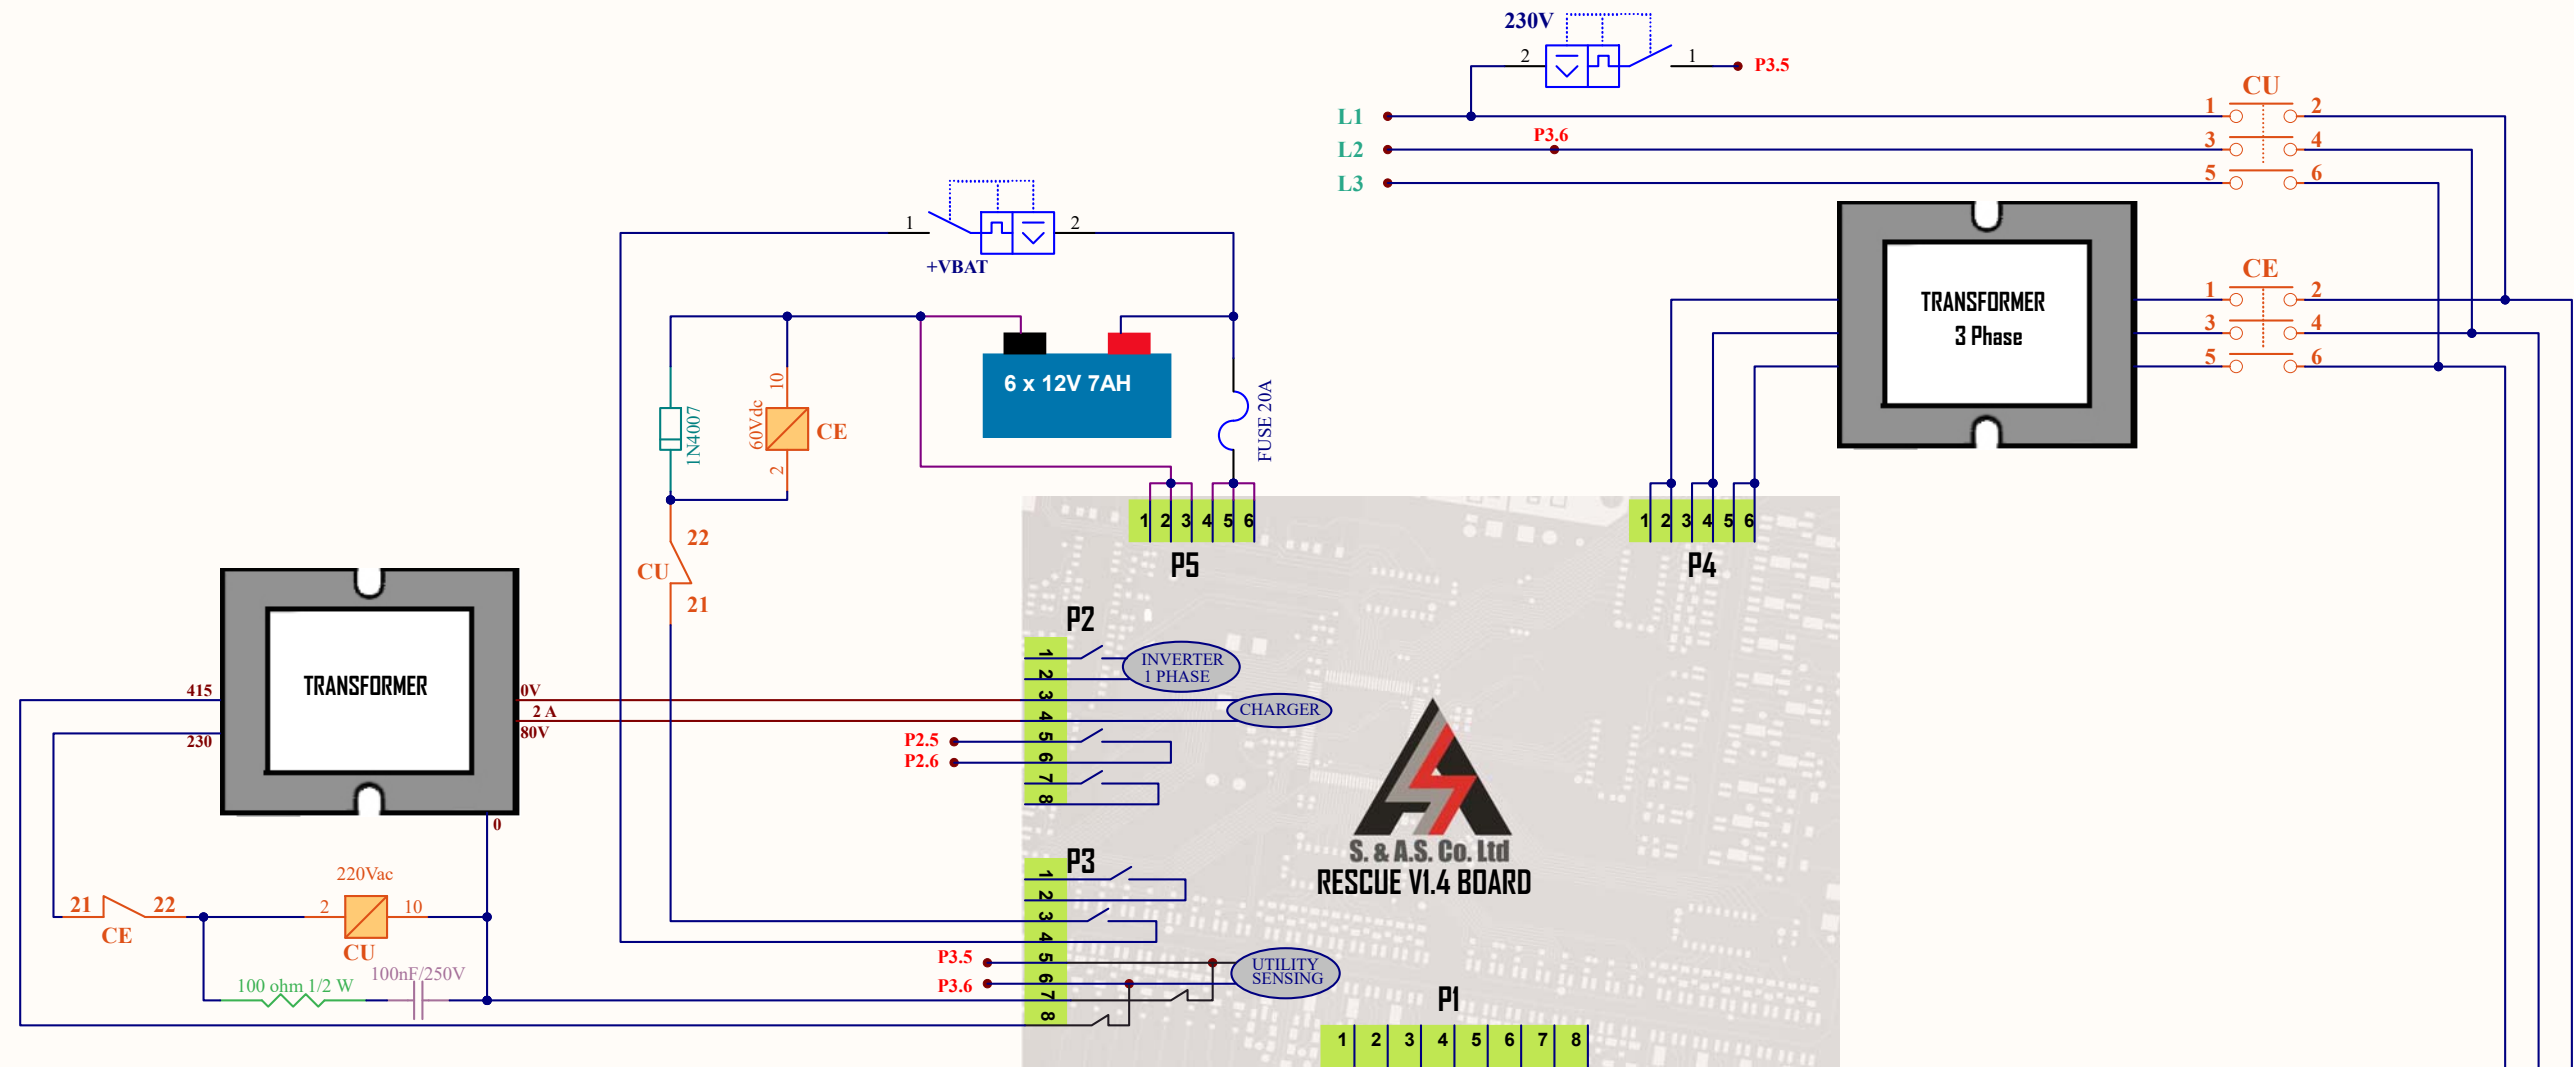 230V
2
1
P3.5
CU
L1
1
2
P3.6
L2
3
4
L3
5
6
1
2
+VBAT
TRANSFORMER
3 Phase
CE
1
2
3
4
5
6
6 x 12V 7AH
FUSE 20A
1N4007
60Vdc
10
2
CE
22
CU
21
1 2 3 4 5 6
P5
1 2 3 4 5 6
P4
P2
1
2
3
4
5
6
7
8
INVERTER
1 PHASE
CHARGER
P2.5
P2.6
TRANSFORMER
415
230
0V
2 A
80V
0
220Vac
21
22
CE
2
10
CU
100 ohm 1/2 W
100nF/250V
P3
1
2
3
4
5
6
7
8
P3.5
P3.6
UTILITY
SENSING
S. & A.S. Co. Ltd
RESCUE V1.4 BOARD
P1
1 2 3 4 5 6 7 8